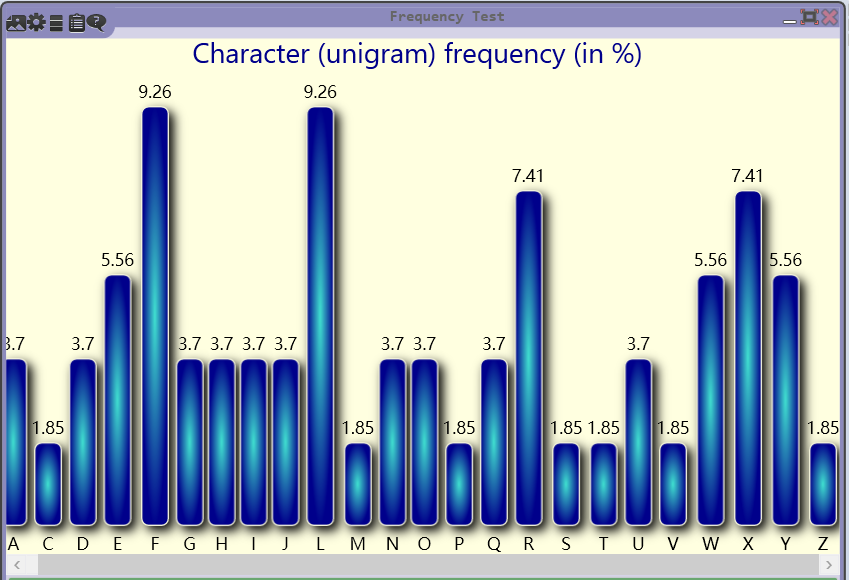 Frequency Test
Character (unigram) frequency (in %)
9.26 9.26
7.41 7.41
5.56 5.56 5.56
3.7 3.7 3.7 3.7 3.7 3.7 3.7 3.7 3.7 3.7
1.85 1.85 1.85 1.85 1.85 1.85 1.85
A C D E F G H I J L M N O P Q R S T U V W X Y Z